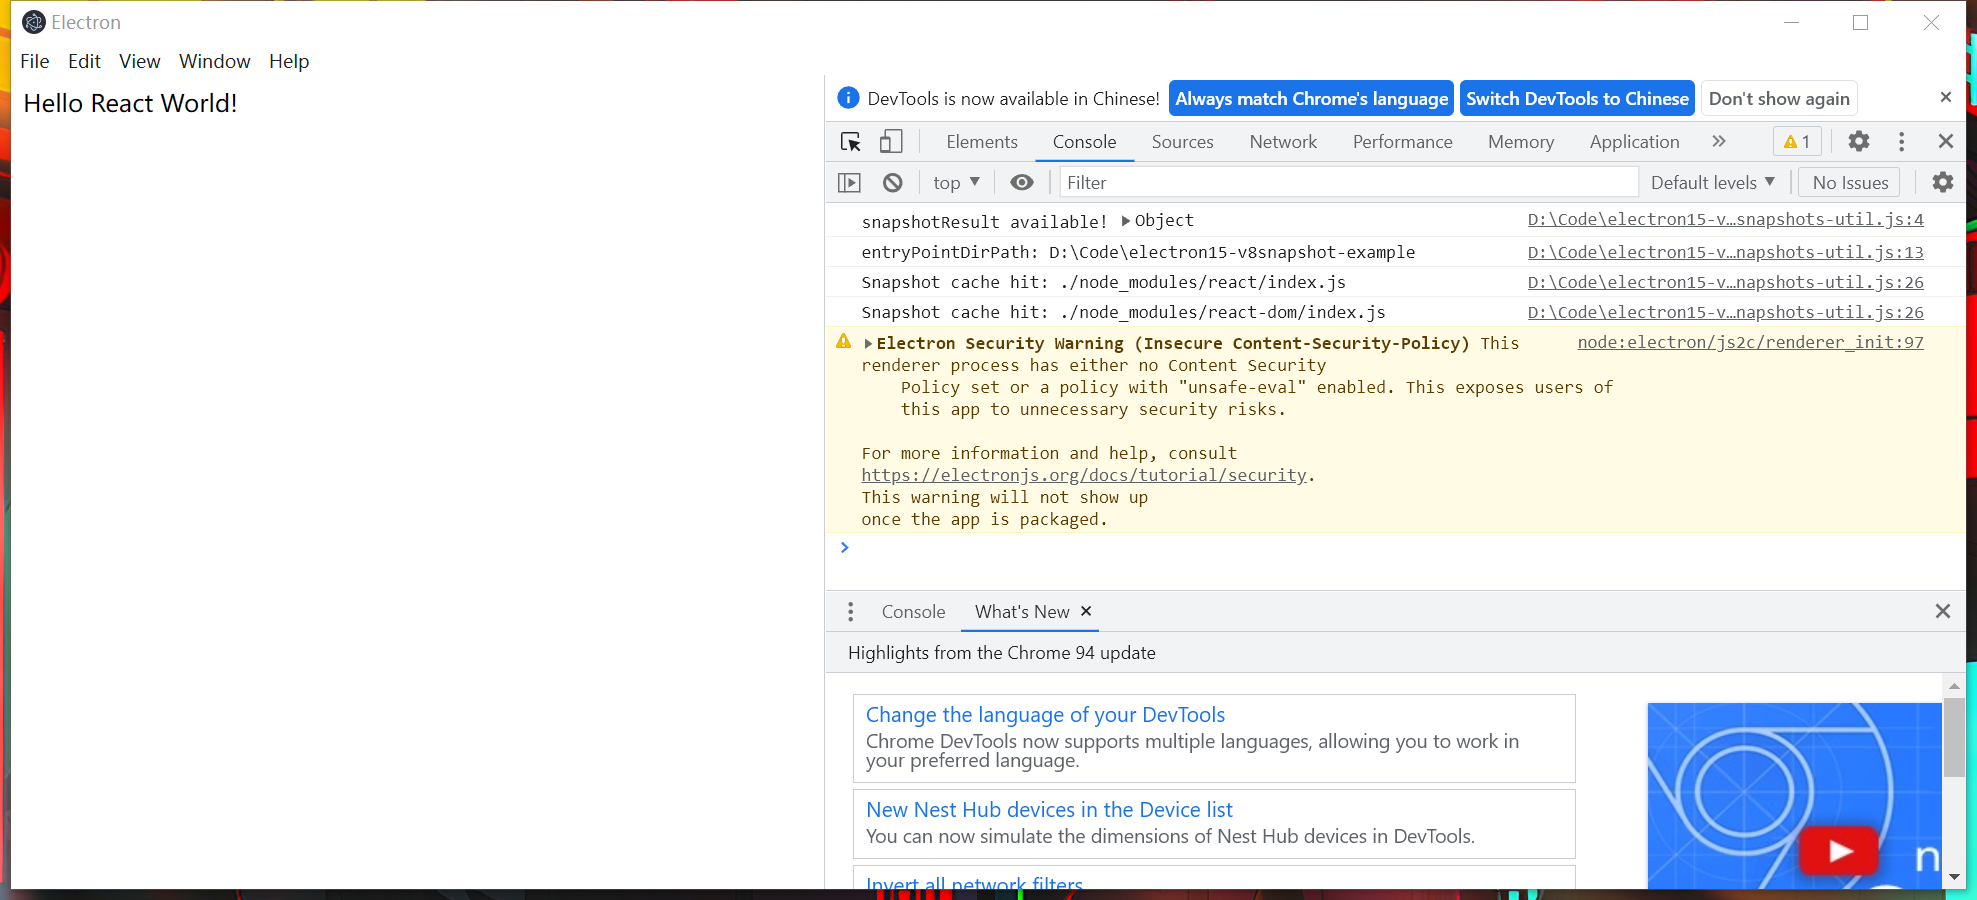 Electron
File Edit View Window Help
Hello React World!
DevTools is now available in Chinese! Always match Chrome's language Switch DevTools to Chinese Don't show again
Elements Console Sources Network Performance Memory Application 1
top Filter Default levels No Issues
snapshotResult available! Object D:\Code\electron15-v…snapshots-util.js:4
entryPointDirPath: D:\Code\electron15-v8snapshot-example D:\Code\electron15-v…napshots-util.js:13
Snapshot cache hit: ./node_modules/react/index.js D:\Code\electron15-v…napshots-util.js:26
Snapshot cache hit: ./node_modules/react-dom/index.js D:\Code\electron15-v…napshots-util.js:26
Electron Security Warning (Insecure Content-Security-Policy) This node:electron/js2c/renderer_init:97
renderer process has either no Content Security
Policy set or a policy with "unsafe-eval" enabled. This exposes users of
this app to unnecessary security risks.
For more information and help, consult
https://electronjs.org/docs/tutorial/security.
This warning will not show up
once the app is packaged.
Console What's New
Highlights from the Chrome 94 update
Change the language of your DevTools
Chrome DevTools now supports multiple languages, allowing you to work in
your preferred language.
New Nest Hub devices in the Device list
You can now simulate the dimensions of Nest Hub devices in DevTools.
Invert all network filters
n